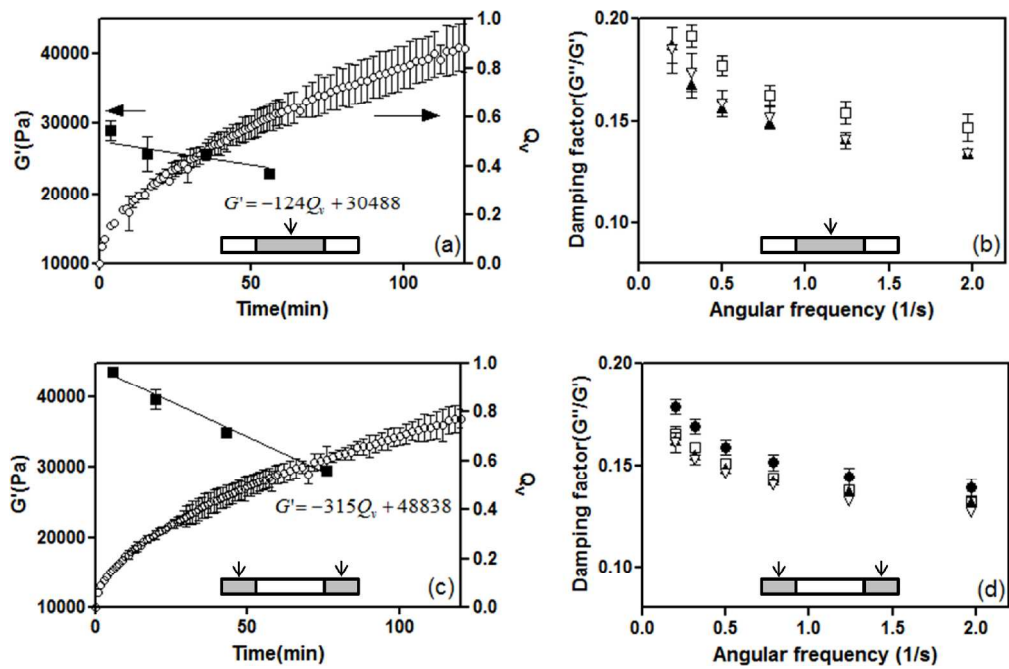 (a)
40000
30000
20000
10000
G'(Pa)
0
50
100
Time(min)
1.0
0.8
0.6
0.4
0.2
0.0
Qv
G'=-124Qv+30488
(b)
0.20
0.15
0.10
Damping factor(G''/G')
0.0
0.5
1.0
1.5
2.0
Angular frequency (1/s)
(c)
40000
30000
20000
10000
G'(Pa)
0
50
100
Time(min)
1.0
0.8
0.6
0.4
0.2
0.0
Qv
G'=-315Qv+48838
(d)
0.20
0.15
0.10
Damping factor(G''/G')
0.0
0.5
1.0
1.5
2.0
Angular frequency (1/s)